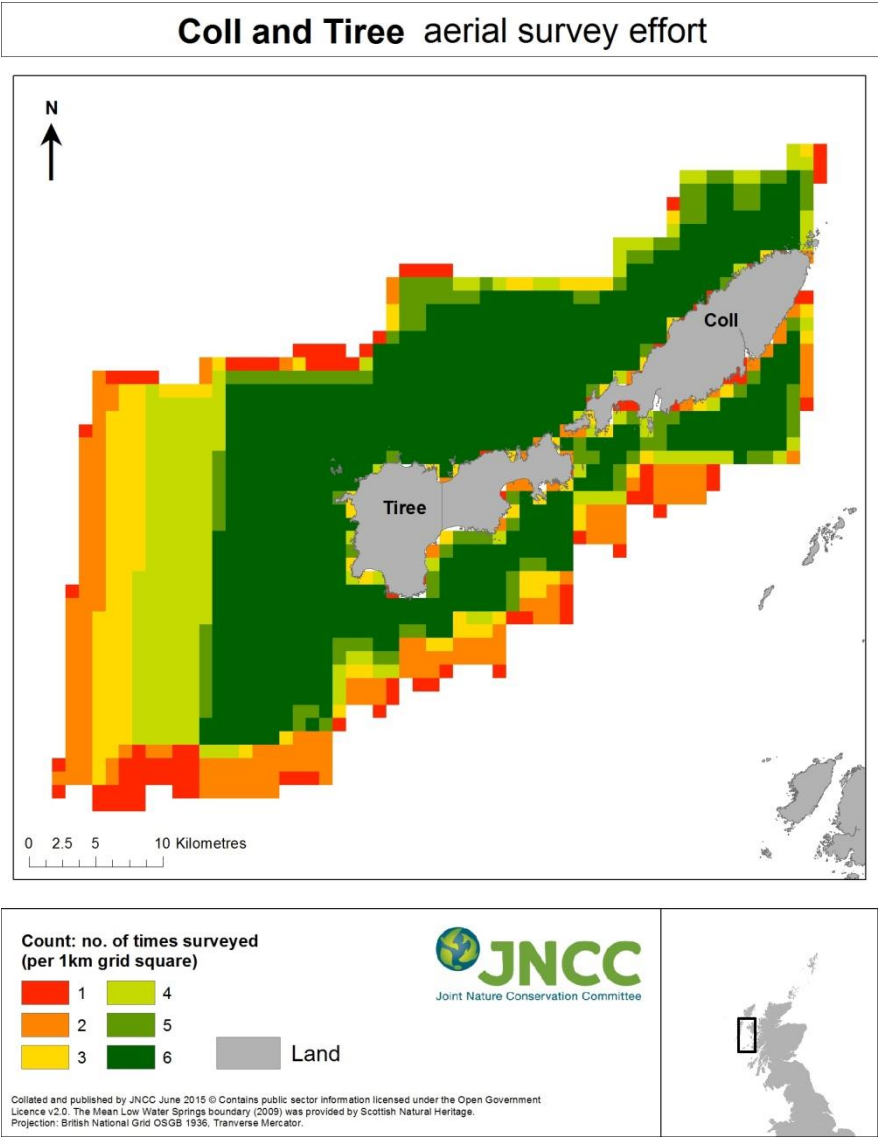 Coll and Tiree aerial survey effort
N
Coll
Tiree
0 2.5 5 10 Kilometres
Count: no. of times surveyed
(per 1km grid square)
1 4
2 5
3 6
Land
JNCC
Joint Nature Conservation Committee
Collated and published by JNCC June 2015 © Contains public sector information licensed under the Open Government
Licence v2.0. The Mean Low Water Springs boundary (2009) was provided by Scottish Natural Heritage.
Projection: British National Grid OSGB 1936, Tranverse Mercator.